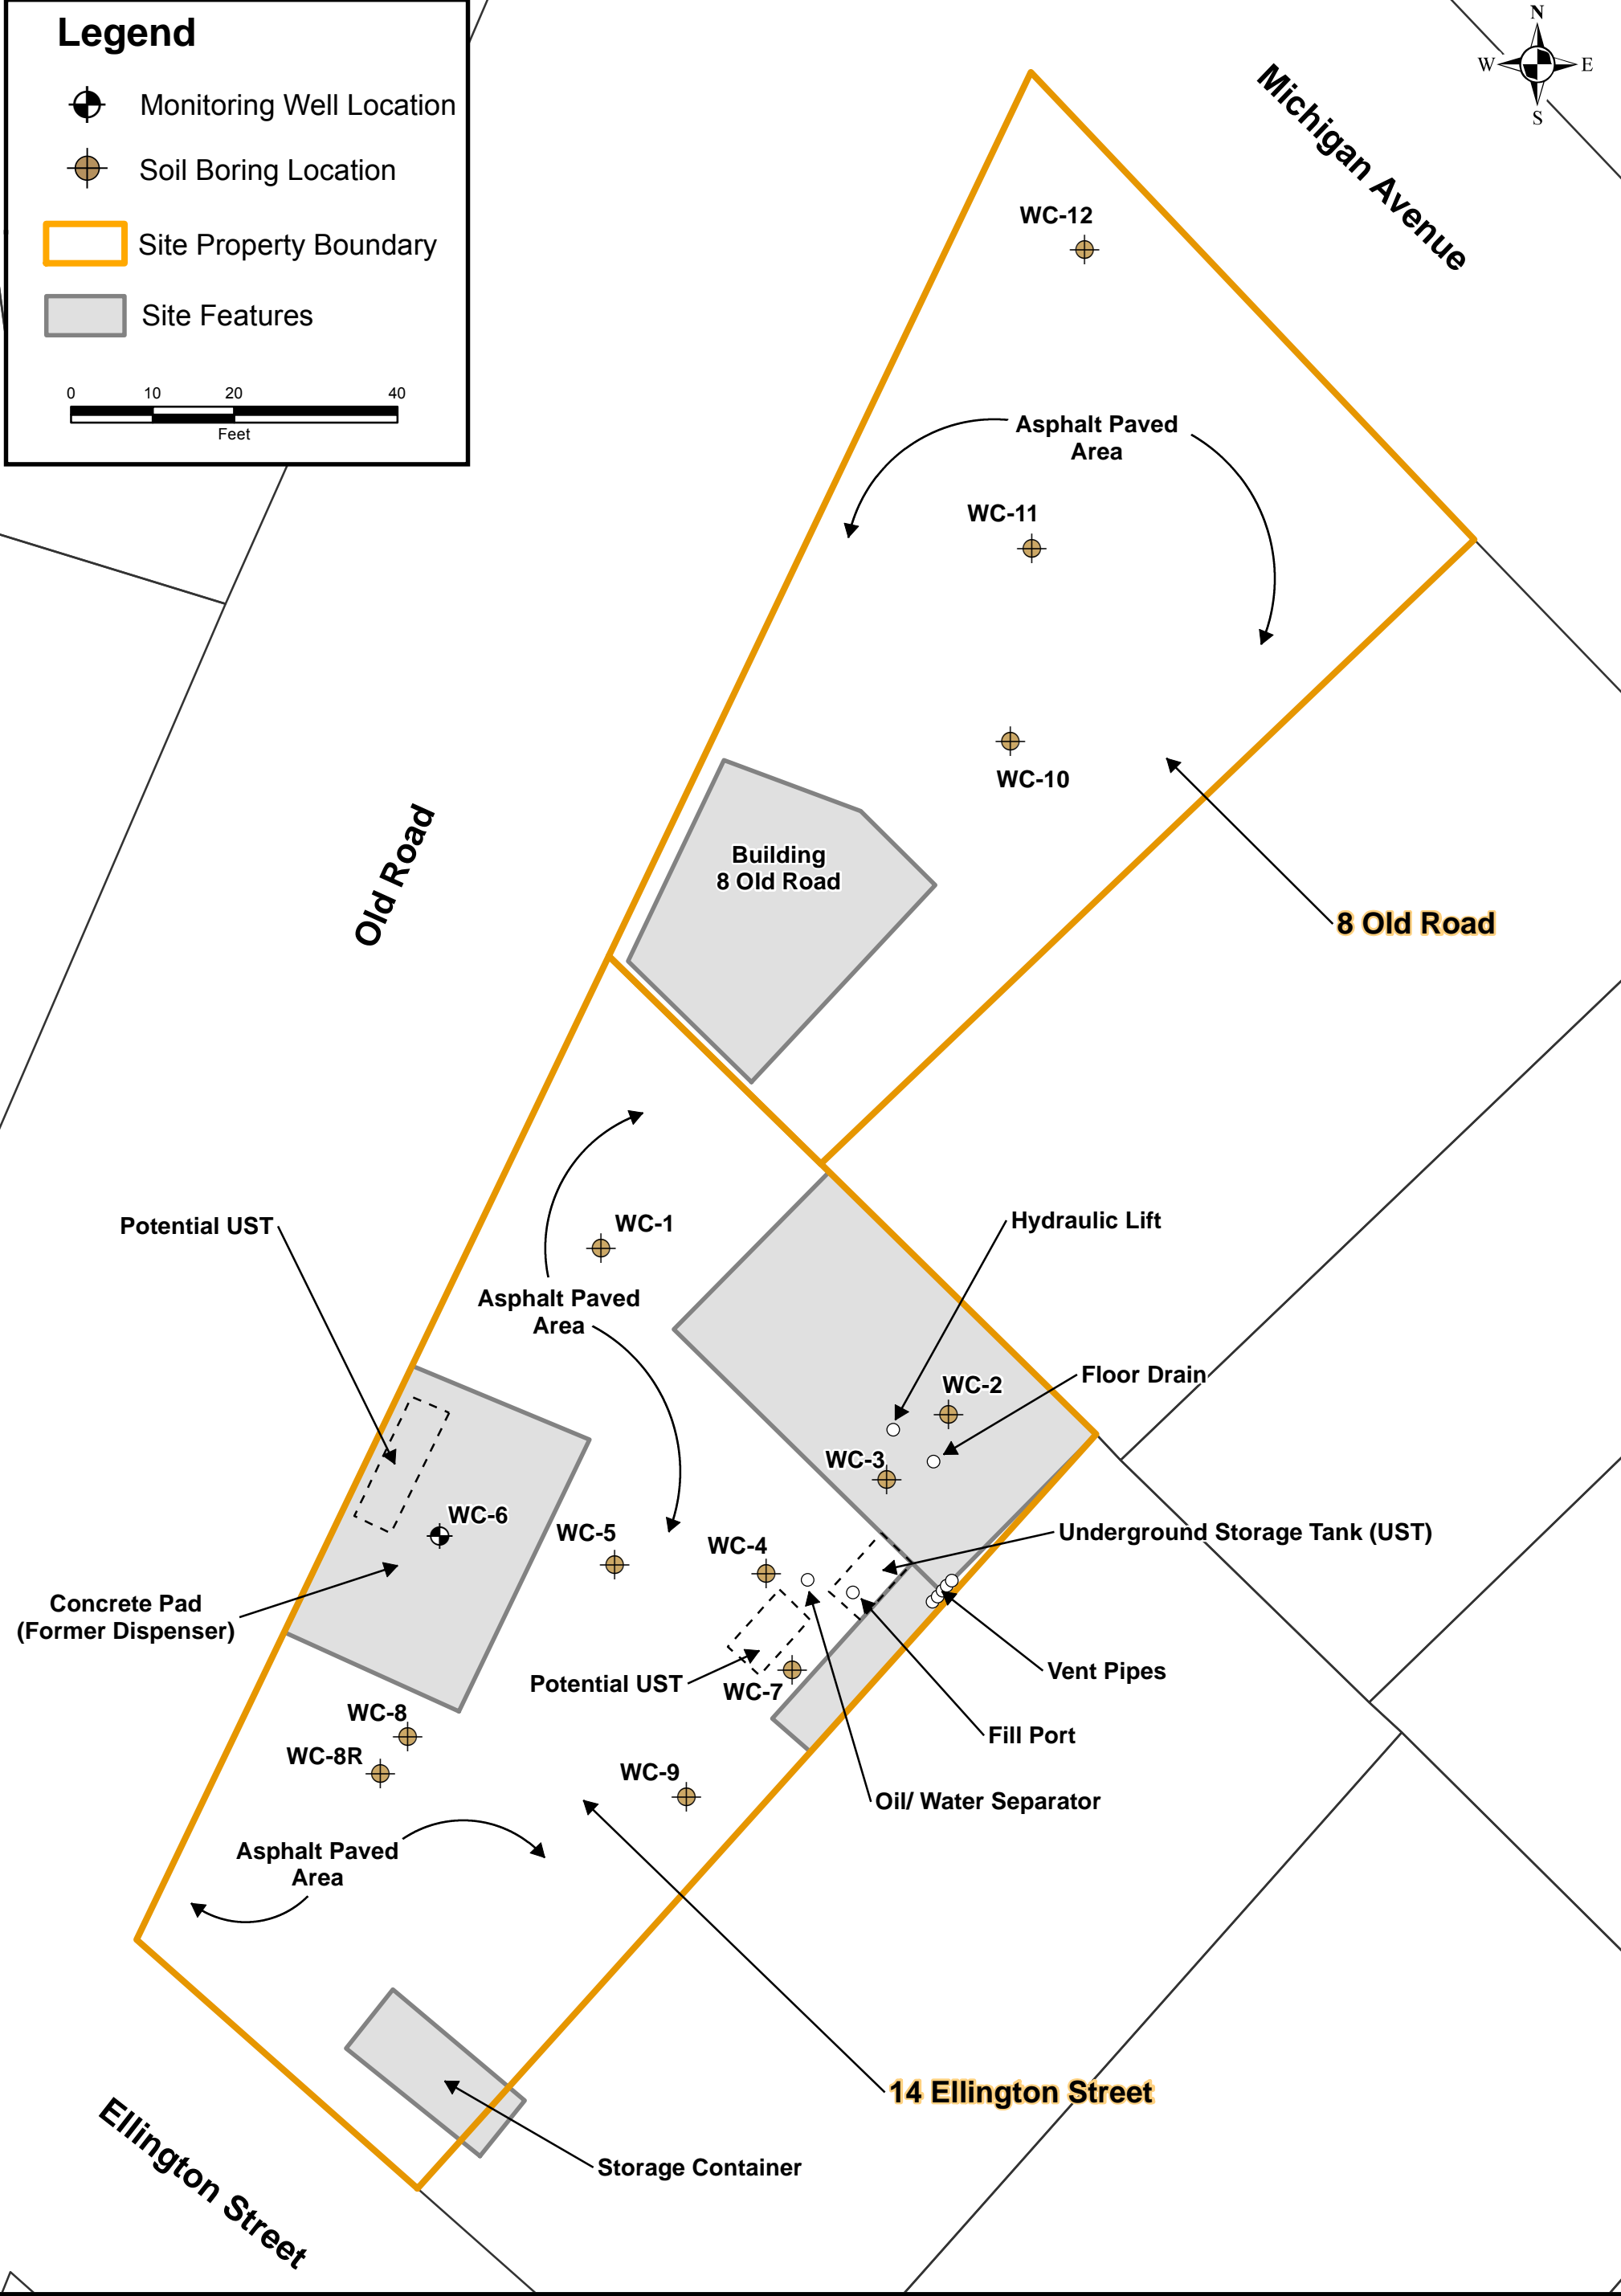 Legend
Monitoring Well Location
Soil Boring Location
Site Property Boundary
Site Features
0 10 20 40
Feet
N
W E
S
Michigan Avenue
WC-12
Asphalt Paved
Area
WC-11
WC-10
Building
8 Old Road
Old Road
8 Old Road
Potential UST
WC-1
Hydraulic Lift
Asphalt Paved
Area
Floor Drain
WC-2
WC-3
WC-6
WC-5
WC-4
Underground Storage Tank (UST)
Concrete Pad
(Former Dispenser)
Potential UST
WC-7
Vent Pipes
WC-8
Fill Port
WC-8R
WC-9
Oil/ Water Separator
Asphalt Paved
Area
14 Ellington Street
Storage Container
Ellington Street